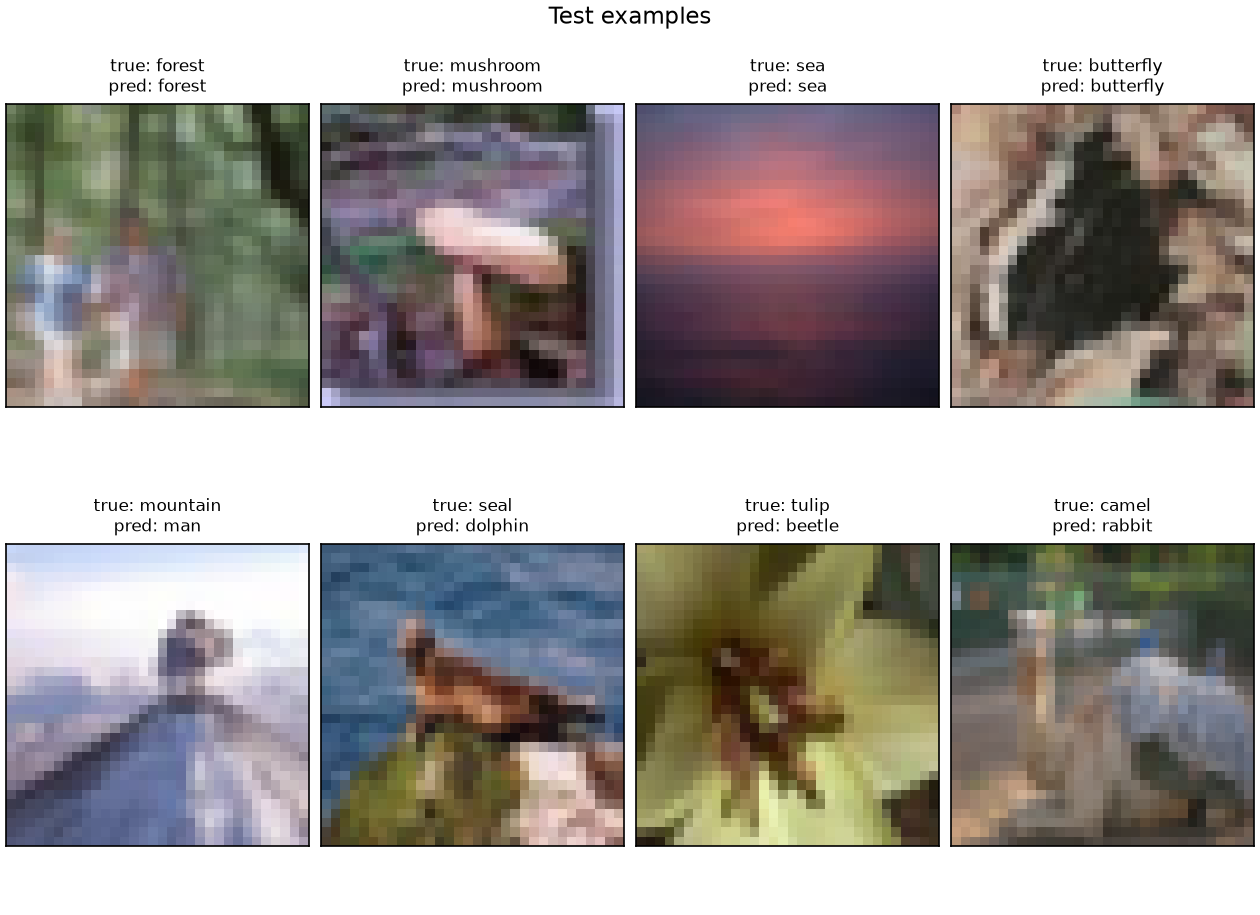 Test examples
true: forest
pred: forest
true: mushroom
pred: mushroom
true: sea
pred: sea
true: butterfly
pred: butterfly
true: mountain
pred: man
true: seal
pred: dolphin
true: tulip
pred: beetle
true: camel
pred: rabbit